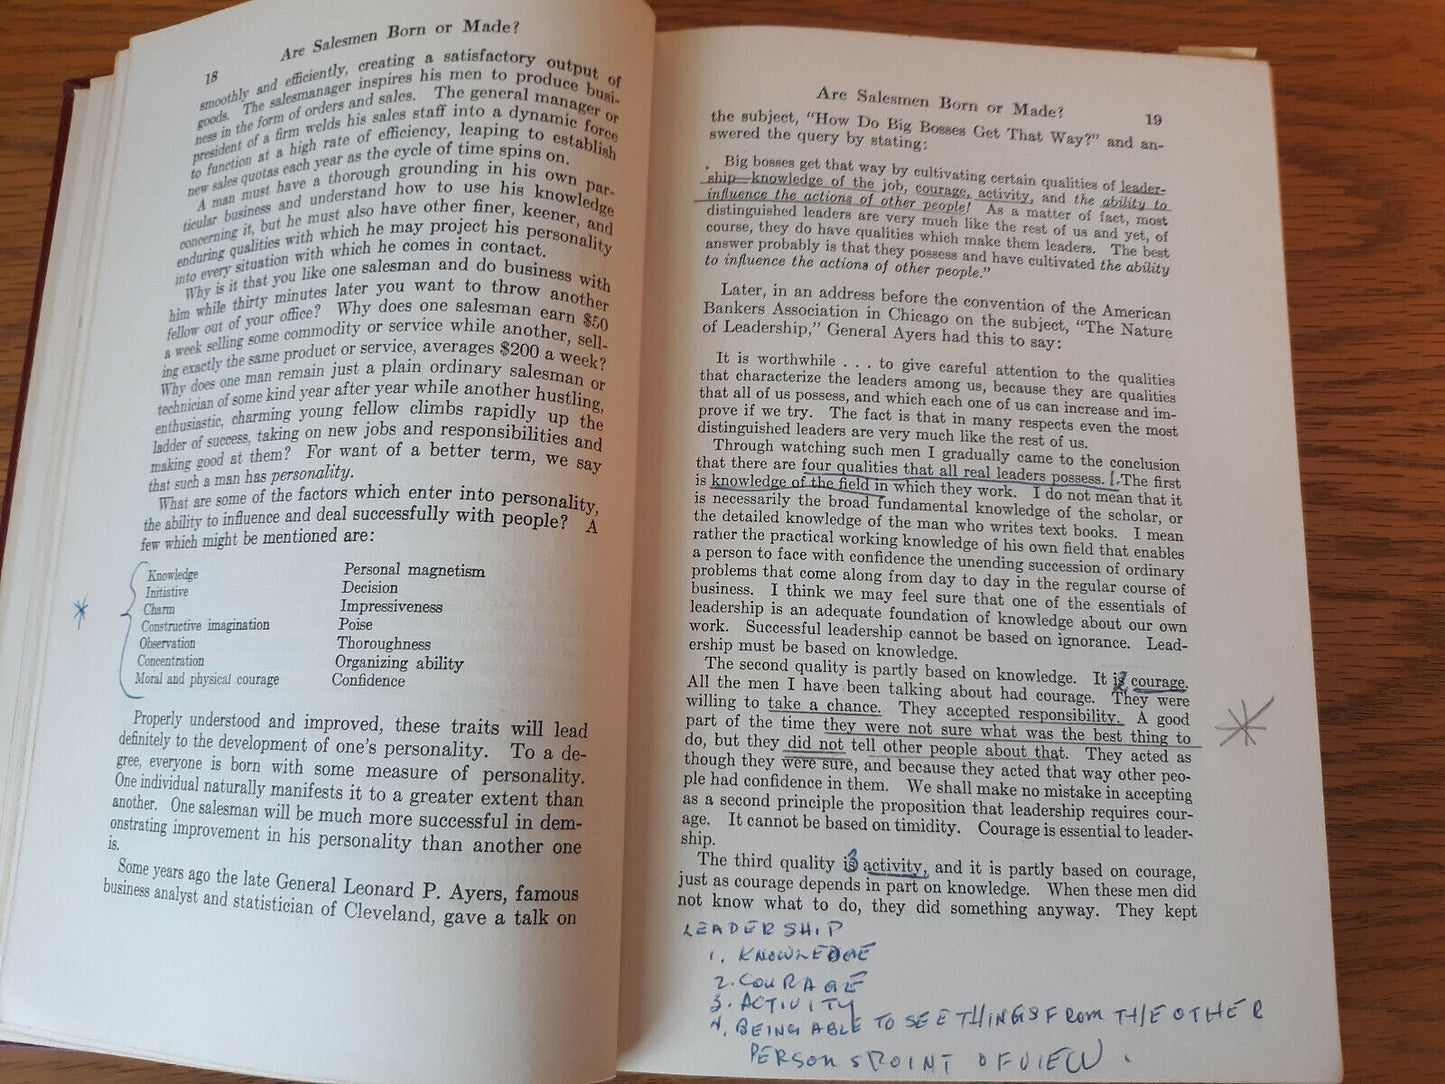 18
Are Salesmen Born or Made?
smoothly and efficiently, creating a satisfactory output of
goods. The salesmanager inspires his men to produce busi-
ness in the form of orders and sales. The general manager or
president of a firm welds his sales staff into a dynamic force
to function at a high rate of efficiency, leaping to establish
new sales quotas each year as the cycle of time spins on.
A man must have a thorough grounding in his own par-
ticular business and understand how to use his knowledge
concerning it, but he must also have other finer, keener, and
enduring qualities with which he may project his personality
into every situation with which he comes in contact.
Why is it that you like one salesman and do business with
him while thirty minutes later you want to throw another
fellow out of your office? Why does one salesman earn $50
a week selling some commodity or service while another, sell-
ing exactly the same product or service, averages $200 a week?
Why does one man remain just a plain ordinary salesman or
technician of some kind year after year while another hustling,
enthusiastic, charming young fellow climbs rapidly up the
ladder of success, taking on new jobs and responsibilities and
making good at them? For want of a better term, we say
that such a man has personality.
What are some of the factors which enter into personality,
the ability to influence and deal successfully with people? A
few which might be mentioned are:
Knowledge Personal magnetism
Initiative Decision
Charm Impressiveness
Constructive imagination Poise
Observation Thoroughness
Concentration Organizing ability
Moral and physical courage Confidence
Properly understood and improved, these traits will lead
definitely to the development of one's personality. To a de-
gree, everyone is born with some measure of personality.
One individual naturally manifests it to a greater extent than
another. One salesman will be much more successful in dem-
onstrating improvement in his personality than another one
is.
Some years ago the late General Leonard P. Ayers, famous
business analyst and statistician of Cleveland, gave a talk on
Are Salesmen Born or Made?
19
the subject, "How Do Big Bosses Get That Way?" and an-
swered the query by stating:
Big bosses get that way by cultivating certain qualities of leader-
ship—knowledge of the job, courage, activity, and the ability to
influence the actions of other people! As a matter of fact, most
distinguished leaders are very much like the rest of us and yet, of
course, they do have qualities which make them leaders. The best
answer probably is that they possess and have cultivated the ability
to influence the actions of other people."
Later, in an address before the convention of the American
Bankers Association in Chicago on the subject, "The Nature
of Leadership," General Ayers had this to say:
It is worthwhile . . . to give careful attention to the qualities
that characterize the leaders among us, because they are qualities
that all of us possess, and which each one of us can increase and im-
prove if we try. The fact is that in many respects even the most
distinguished leaders are very much like the rest of us.
Through watching such men I gradually came to the conclusion
that there are four qualities that all real leaders possess. 1. The first
is knowledge of the field in which they work. I do not mean that it
is necessarily the broad fundamental knowledge of the scholar, or
the detailed knowledge of the man who writes text books. I mean
rather the practical working knowledge of his own field that enables
a person to face with confidence the unending succession of ordinary
problems that come along from day to day in the regular course of
business. I think we may feel sure that one of the essentials of
leadership is an adequate foundation of knowledge about our own
work. Successful leadership cannot be based on ignorance. Lead-
ership must be based on knowledge.
The second quality is partly based on knowledge. It is 2 courage.
All the men I have been talking about had courage. They were
willing to take a chance. They accepted responsibility. A good
part of the time they were not sure what was the best thing to
do, but they did not tell other people about that. They acted as
though they were sure, and because they acted that way other peo-
ple had confidence in them. We shall make no mistake in accepting
as a second principle the proposition that leadership requires cour-
age. It cannot be based on timidity. Courage is essential to leader-
ship.
The third quality is 3 activity, and it is partly based on courage,
just as courage depends in part on knowledge. When these men did
not know what to do, they did something anyway. They kept
LEADERSHIP
1. KNOWLEDGE
2. COURAGE
3. ACTIVITY
4. BEING ABLE TO SEE THINGS FROM THE OTHER
PERSONS POINT OF VIEW.